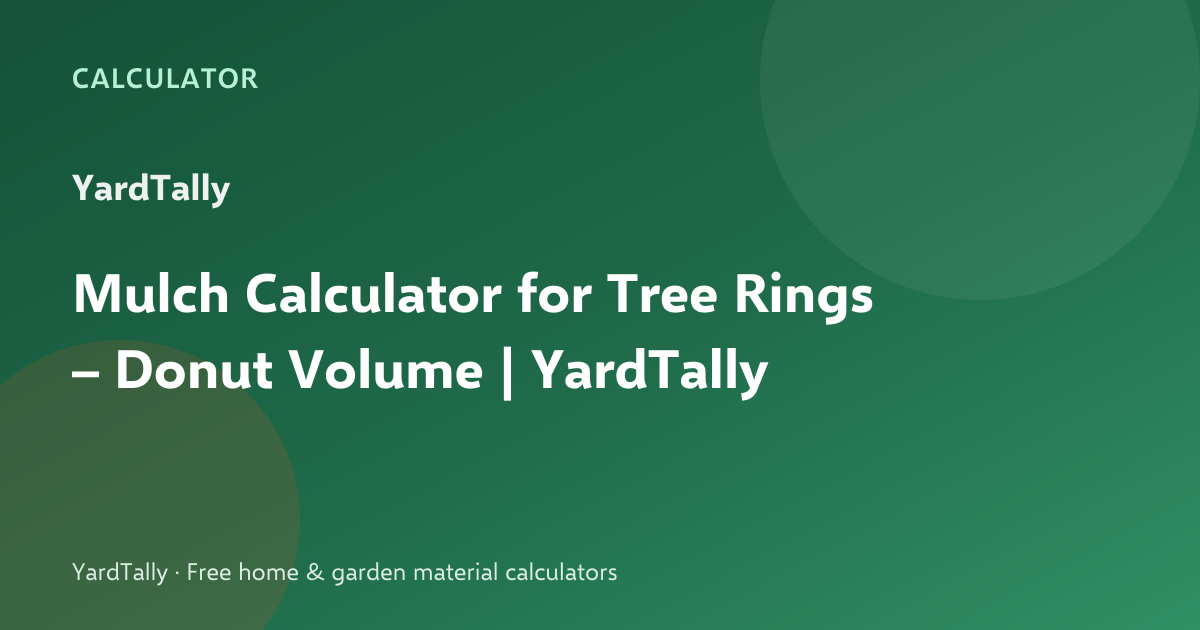 CALCULATOR
YardTally
Mulch Calculator for Tree Rings
– Donut Volume | YardTally
YardTally · Free home & garden material calculators